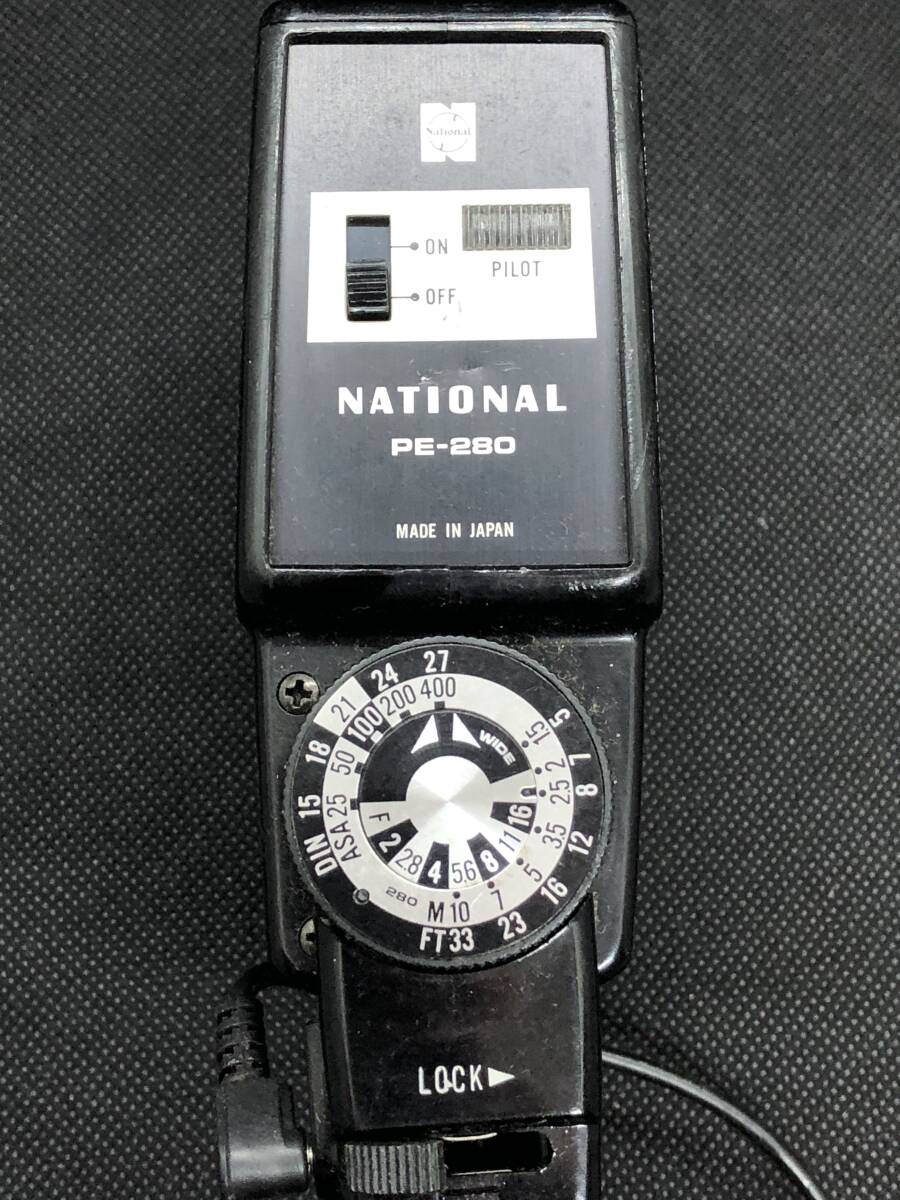 National
ON
OFF
PILOT
NATIONAL
PE-280
MADE IN JAPAN
DIN 15 18 21 24 27
ASA 25 50 100 200 400
WIDE
F 2 2.8 4 5.6 8 11 16
280
M 10 7 5 3.5 2.5 2 1.5
FT 33 23 16 12 8 7 5
LOCK